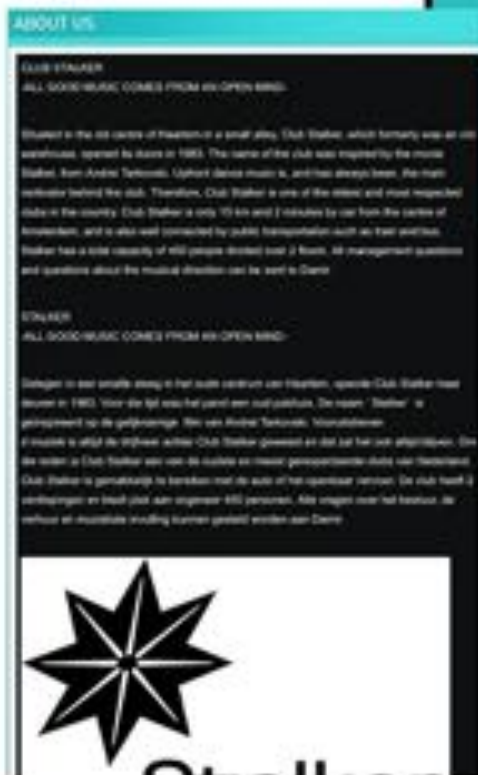 ABOUT US
CLUB STALKER
-ALL GOOD MUSIC COMES FROM AN OPEN MIND-
Situated in the old centre of Haarlem in a small alley, Club Stalker, which formerly was an old
warehouse, opened its doors in 1983. The name of the club was inspired by the movie
Stalker, from Andrei Tarkovski. Upfront dance music is, and has always been, the main
motivator behind the club. Therefore, Club Stalker is one of the oldest and most respected
clubs in the country. Club Stalker is only 15 km and 2 minutes by car from the centre of
Amsterdam, and is also well connected by public transportation such as train and bus.
Stalker has a total capacity of 450 people divided over 2 floors. All management questions
and questions about the musical direction can be sent to Damir
STALKER
-ALL GOOD MUSIC COMES FROM AN OPEN MIND-
Gelegen in een smalle steeg in het oude centrum van Haarlem, opende Club Stalker haar
deuren in 1983. Voor die tijd was het pand een oud pakhuis. De naam "Stalker" is
geïnspireerd op de gelijknamige film van Andrei Tarkovski.
muziek is altijd de drijfveer achter Club Stalker geweest en dat zal het ook altijd blijven. Om
die reden is Club Stalker een van de oudste en meest gerespecteerde clubs van Nederland.
Club Stalker is gemakkelijk te bereiken met de auto of het openbaar vervoer. De club heeft 2
verdiepingen en biedt plek aan ongeveer 450 personen. Alle vragen over het bestuur, de
verhuur en muzikale invulling kunnen gesteld worden aan Damir
Stalker